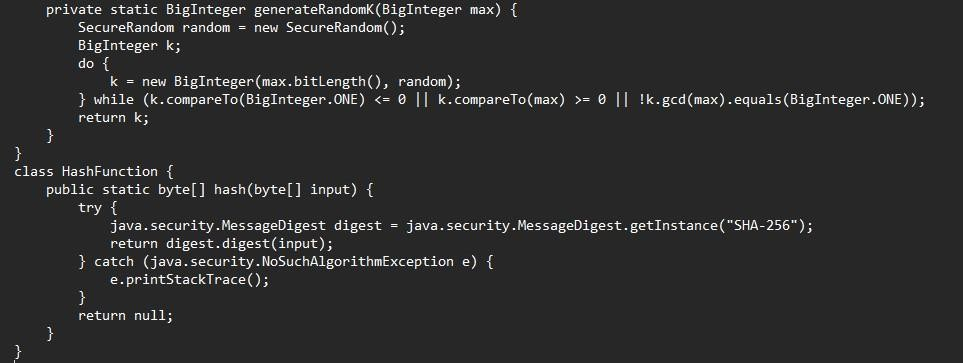 private static BigInteger generateRandomK(BigInteger max) {
        SecureRandom random = new SecureRandom();
        BigInteger k;
        do {
            k = new BigInteger(max.bitLength(), random);
        } while (k.compareTo(BigInteger.ONE) <= 0 || k.compareTo(max) >= 0 || !k.gcd(max).equals(BigInteger.ONE));
        return k;
    }
}
class HashFunction {
    public static byte[] hash(byte[] input) {
        try {
            java.security.MessageDigest digest = java.security.MessageDigest.getInstance("SHA-256");
            return digest.digest(input);
        } catch (java.security.NoSuchAlgorithmException e) {
            e.printStackTrace();
        }
        return null;
    }
}